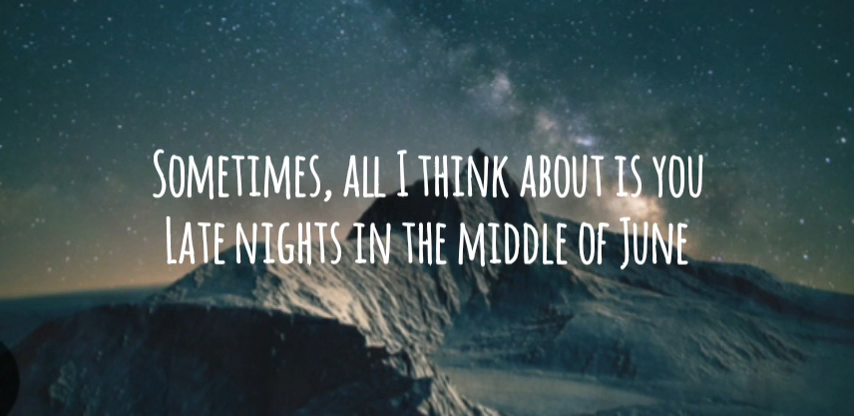 Sometimes, all I think about is you
Late nights in the middle of June